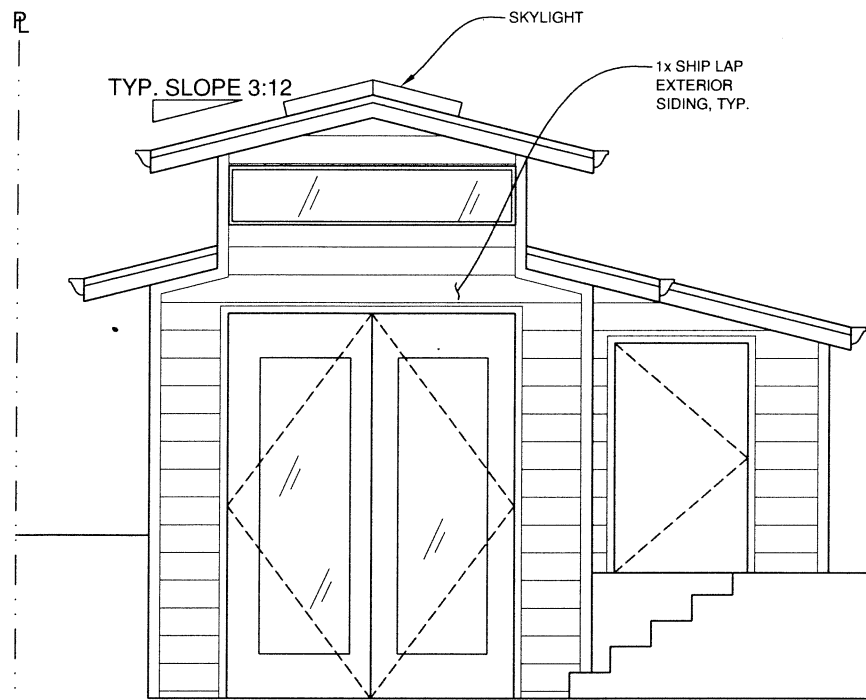 PL
SKYLIGHT
TYP. SLOPE 3:12
1x SHIP LAP
EXTERIOR
SIDING, TYP.